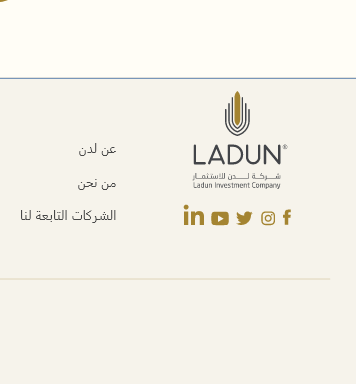 LADUN®
شركة لدن للاستثمار
Ladun Investment Company
عن لدن
من نحن
الشركات التابعة لنا